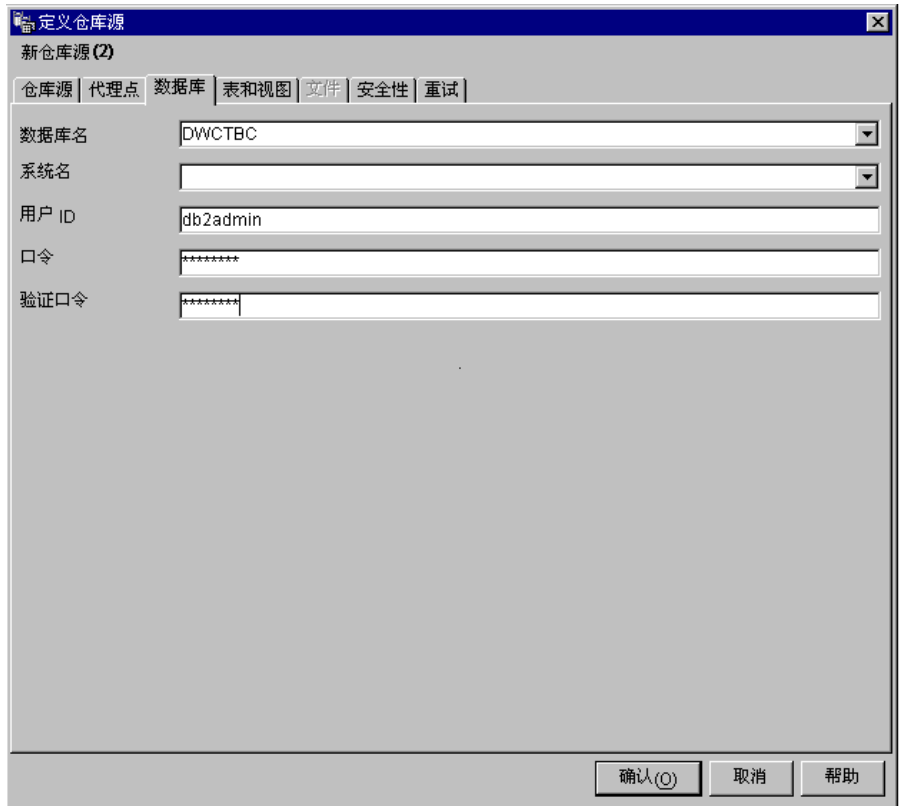 定义仓库源
新仓库源(2)
仓库源 代理点 数据库 表和视图 文件 安全性 重试
数据库名 DWCTBC
系统名
用户 ID db2admin
口令 ********
验证口令 ********
确认(O) 取消 帮助